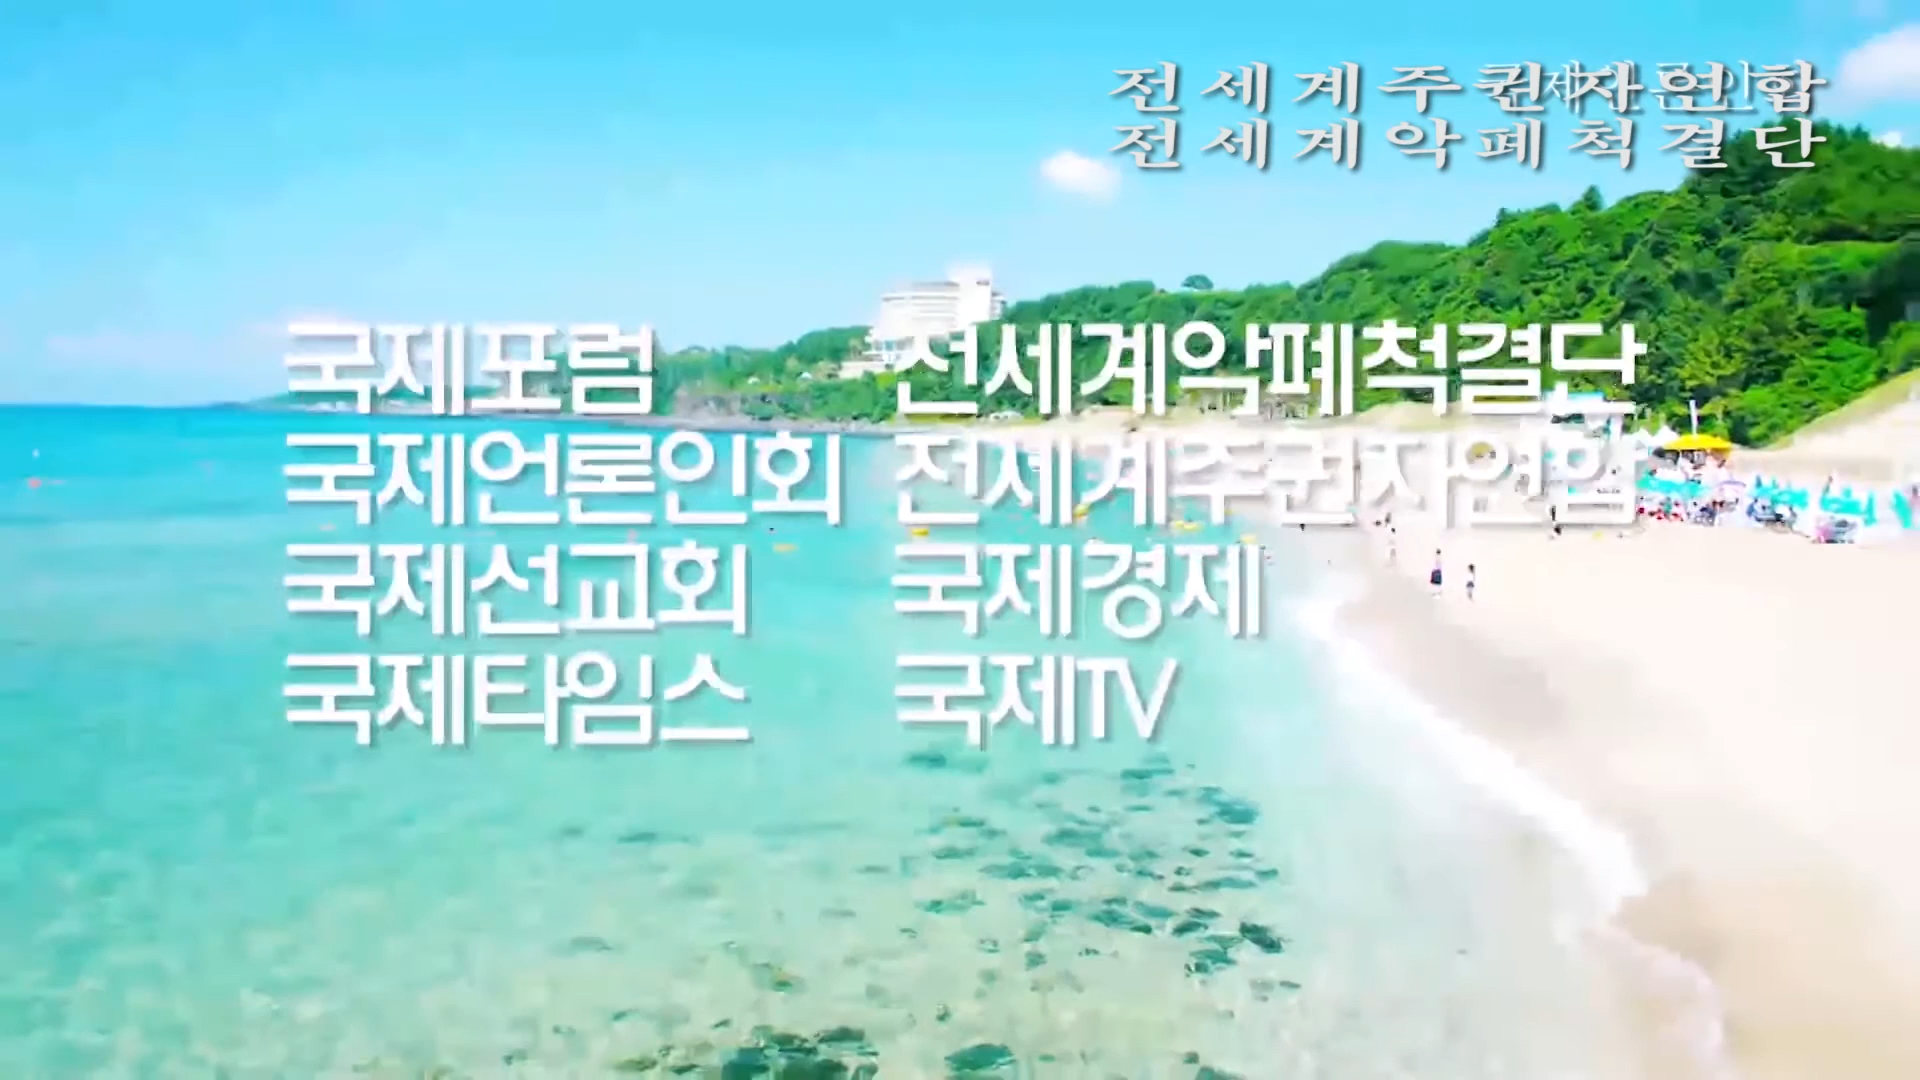 전세계주권자연합
전세계악폐척결단
국제포럼 전세계악폐척결단
국제언론인회 전세계주권자연합
국제선교회 국제경제
국제타임스 국제TV